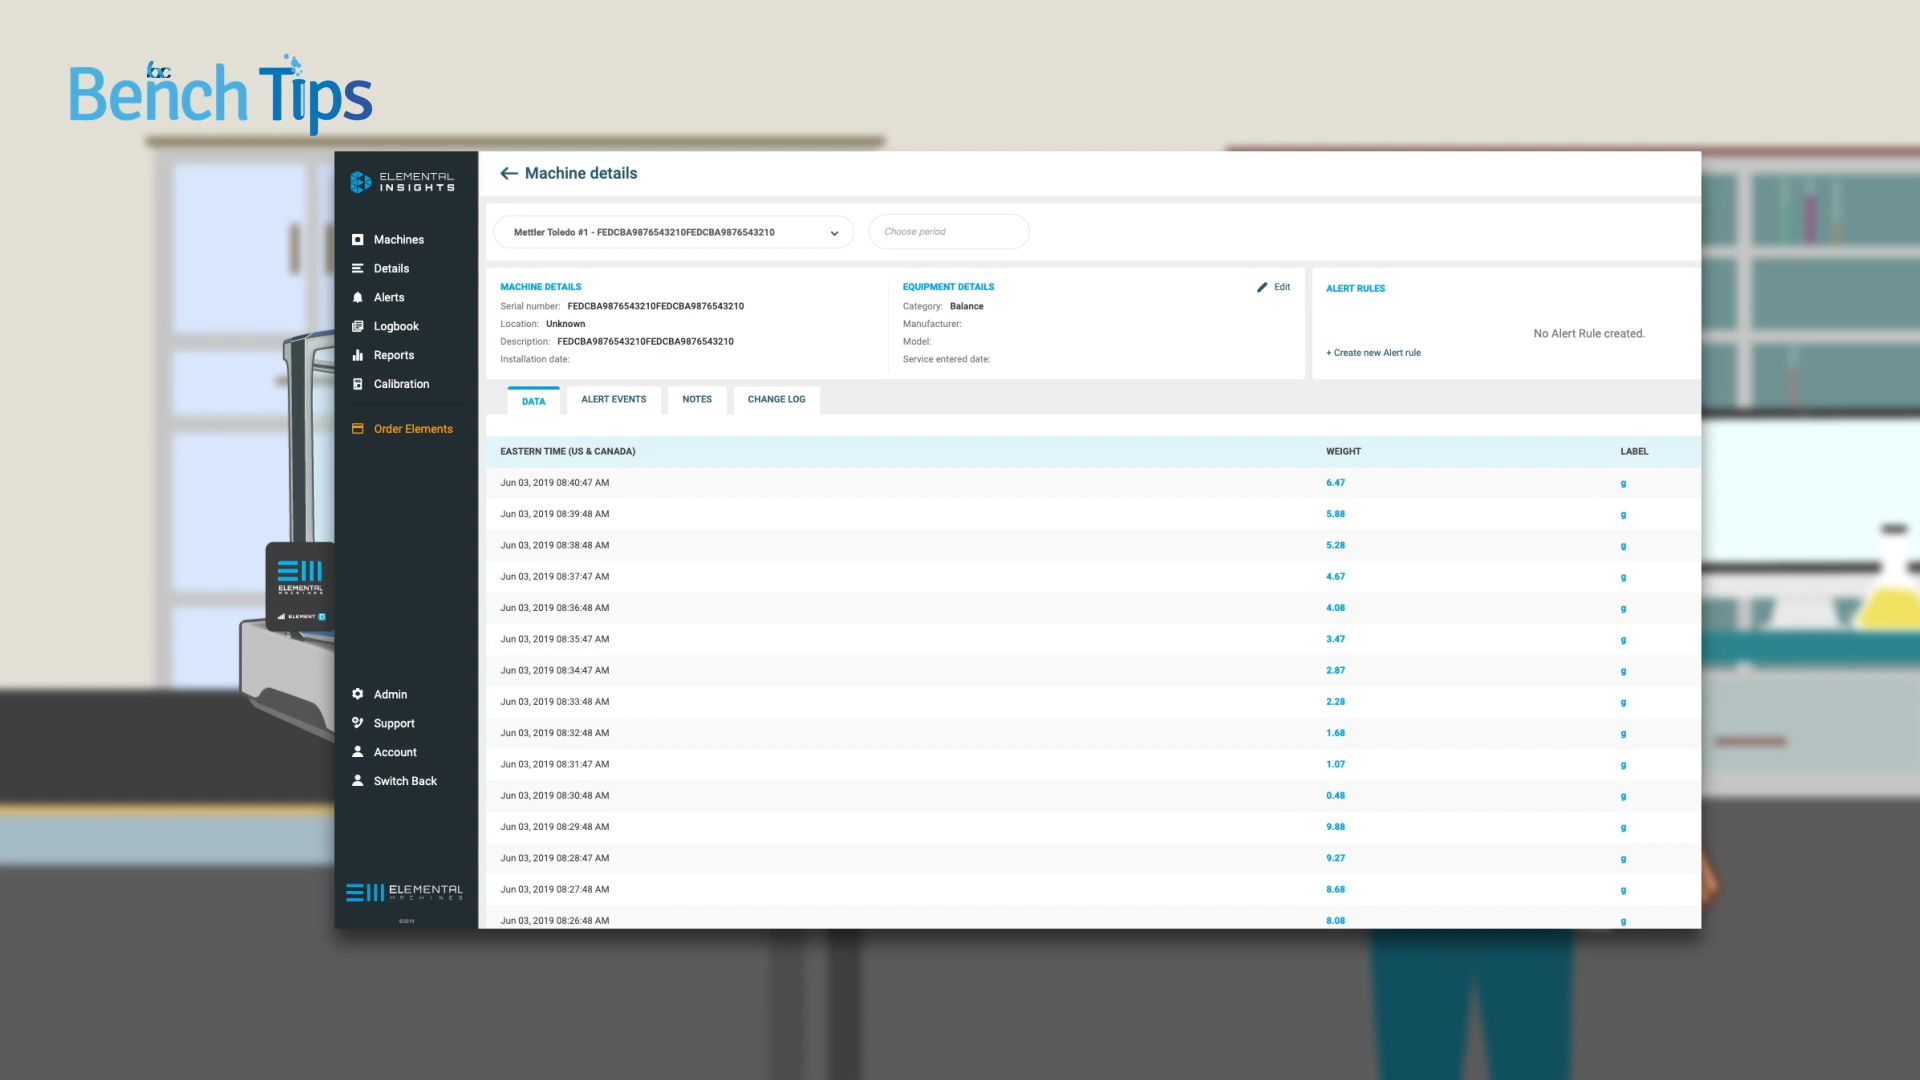 Bench Tips
ELEMENTAL
INSIGHTS
Machine details
Machines
Details
Alerts
Logbook
Reports
Calibration
Order Elements
Admin
Support
Account
Switch Back
ELEMENTAL
MACHINES
©2019
Mettler Toledo #1 - FEDCBA9876543210FEDCBA9876543210
Choose period
MACHINE DETAILS
Serial number: FEDCBA9876543210FEDCBA9876543210
Location: Unknown
Description: FEDCBA9876543210FEDCBA9876543210
Installation date:
EQUIPMENT DETAILS
Edit
Category: Balance
Manufacturer:
Model:
Service entered date:
ALERT RULES
No Alert Rule created.
+ Create new Alert rule
DATA ALERT EVENTS NOTES CHANGE LOG
EASTERN TIME (US & CANADA) WEIGHT LABEL
Jun 03, 2019 08:40:47 AM 6.47 g
Jun 03, 2019 08:39:48 AM 5.88 g
Jun 03, 2019 08:38:48 AM 5.28 g
Jun 03, 2019 08:37:47 AM 4.67 g
Jun 03, 2019 08:36:48 AM 4.08 g
Jun 03, 2019 08:35:47 AM 3.47 g
Jun 03, 2019 08:34:47 AM 2.87 g
Jun 03, 2019 08:33:48 AM 2.28 g
Jun 03, 2019 08:32:48 AM 1.68 g
Jun 03, 2019 08:31:47 AM 1.07 g
Jun 03, 2019 08:30:48 AM 0.48 g
Jun 03, 2019 08:29:48 AM 9.88 g
Jun 03, 2019 08:28:47 AM 9.27 g
Jun 03, 2019 08:27:48 AM 8.68 g
Jun 03, 2019 08:26:48 AM 8.08 g
ELEMENTAL
MACHINES
ELEMENT D